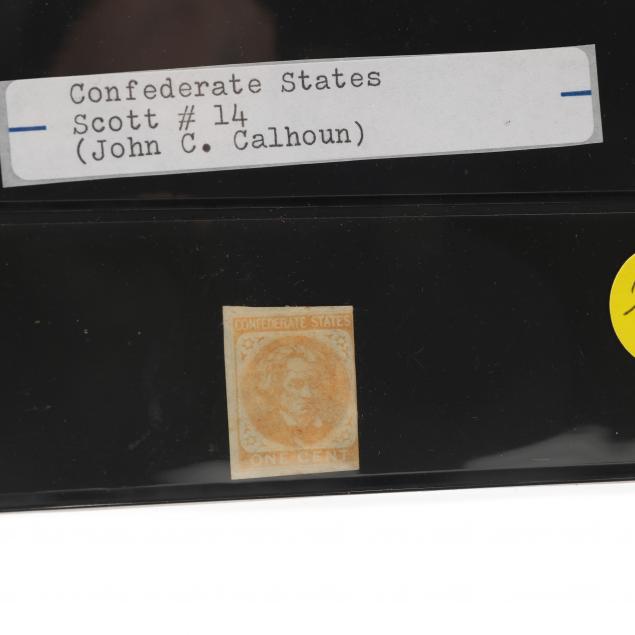 Confederate States
Scott # 14
(John C. Calhoun)
CONFEDERATE STATES
ONE CENT